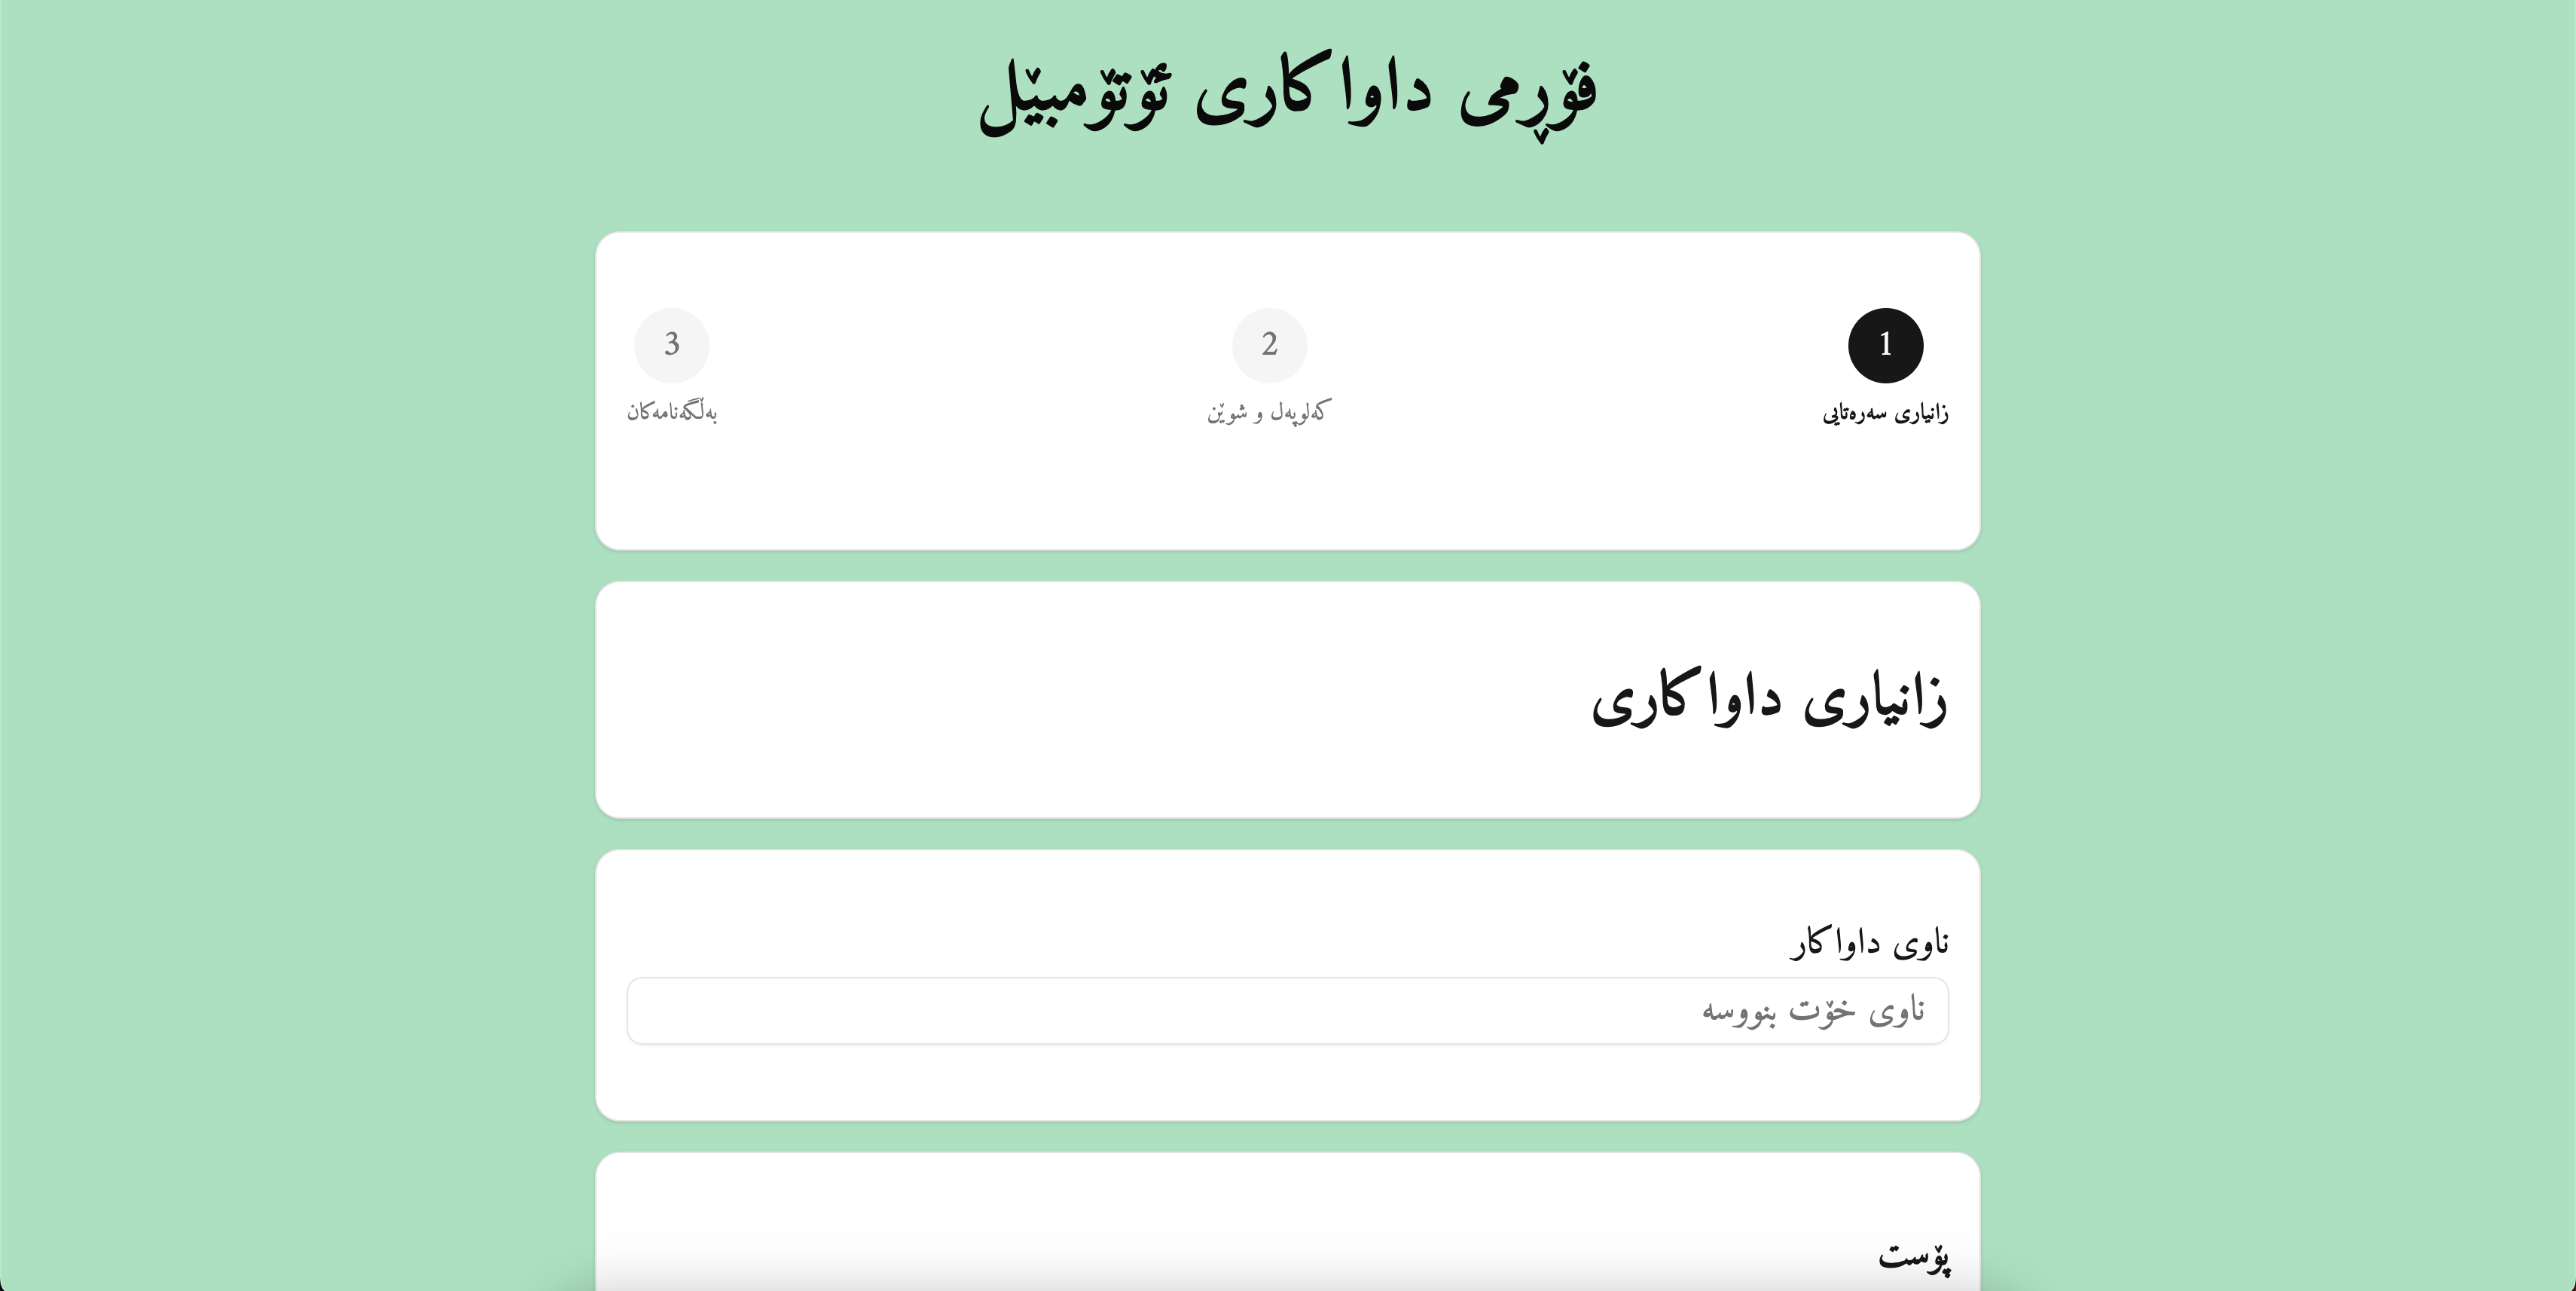 فۆڕمی داواکاری ئۆتۆمبێل
1
زانیاری سەرەتایی
2
کەلوپەل و شوێن
3
بەڵگەنامەکان
زانیاری داواکاری
ناوی داواکار
ناوی خۆت بنووسە
پۆست